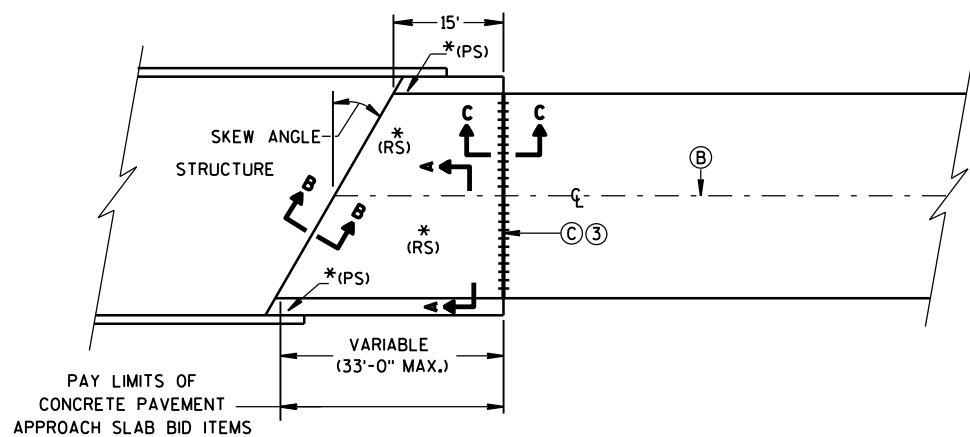 15'
*(PS)
SKEW ANGLE
STRUCTURE
*
(RS)
C
C
A
B
B
B
℄
*
(RS)
C 3
*(PS)
A
VARIABLE
(33'-0" MAX.)
PAY LIMITS OF
CONCRETE PAVEMENT
APPROACH SLAB BID ITEMS